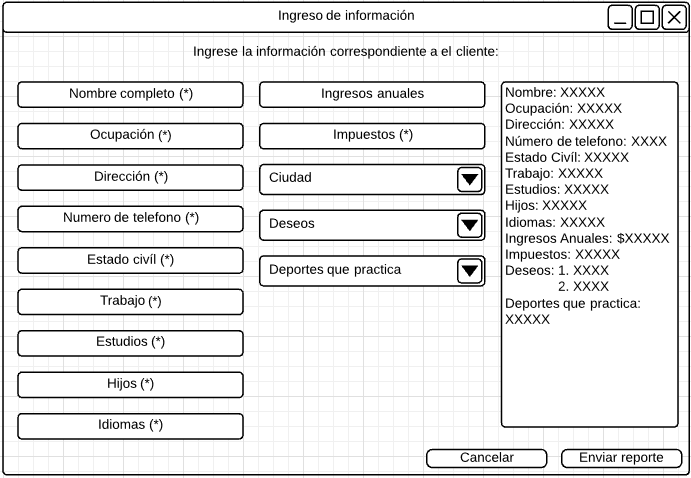 Ingreso de información
Ingrese la información correspondiente a el cliente:
Nombre completo (*)
Ocupación (*)
Dirección (*)
Numero de telefono (*)
Estado civíl (*)
Trabajo (*)
Estudios (*)
Hijos (*)
Idiomas (*)
Ingresos anuales
Impuestos (*)
Ciudad
Deseos
Deportes que practica
Nombre: XXXXX
Ocupación: XXXXX
Dirección: XXXXX
Número de telefono: XXXX
Estado Civíl: XXXXX
Trabajo: XXXXX
Estudios: XXXXX
Hijos: XXXXX
Idiomas: XXXXX
Ingresos Anuales: $XXXXX
Impuestos: XXXXX
Deseos: 1. XXXX
2. XXXX
Deportes que practica:
XXXXX
Cancelar
Enviar reporte